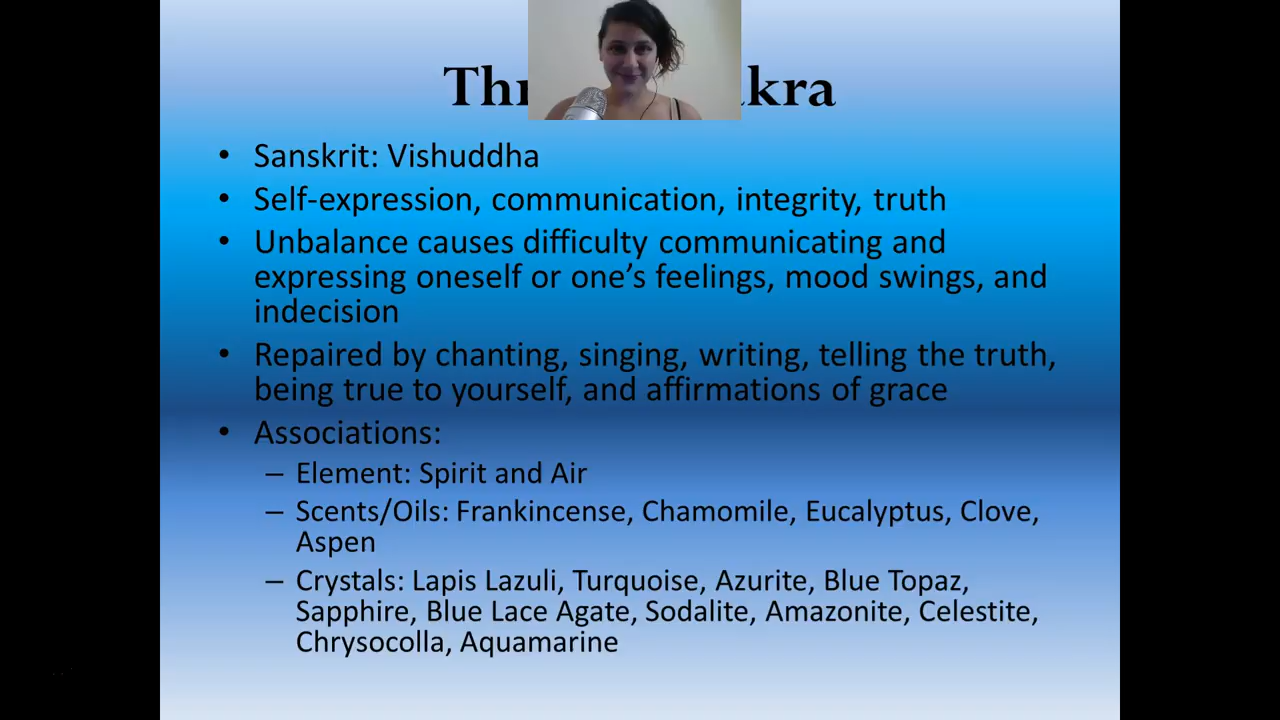 Thr akra
• Sanskrit: Vishuddha
• Self-expression, communication, integrity, truth
• Unbalance causes difficulty communicating and
expressing oneself or one’s feelings, mood swings, and
indecision
• Repaired by chanting, singing, writing, telling the truth,
being true to yourself, and affirmations of grace
• Associations:
– Element: Spirit and Air
– Scents/Oils: Frankincense, Chamomile, Eucalyptus, Clove,
Aspen
– Crystals: Lapis Lazuli, Turquoise, Azurite, Blue Topaz,
Sapphire, Blue Lace Agate, Sodalite, Amazonite, Celestite,
Chrysocolla, Aquamarine